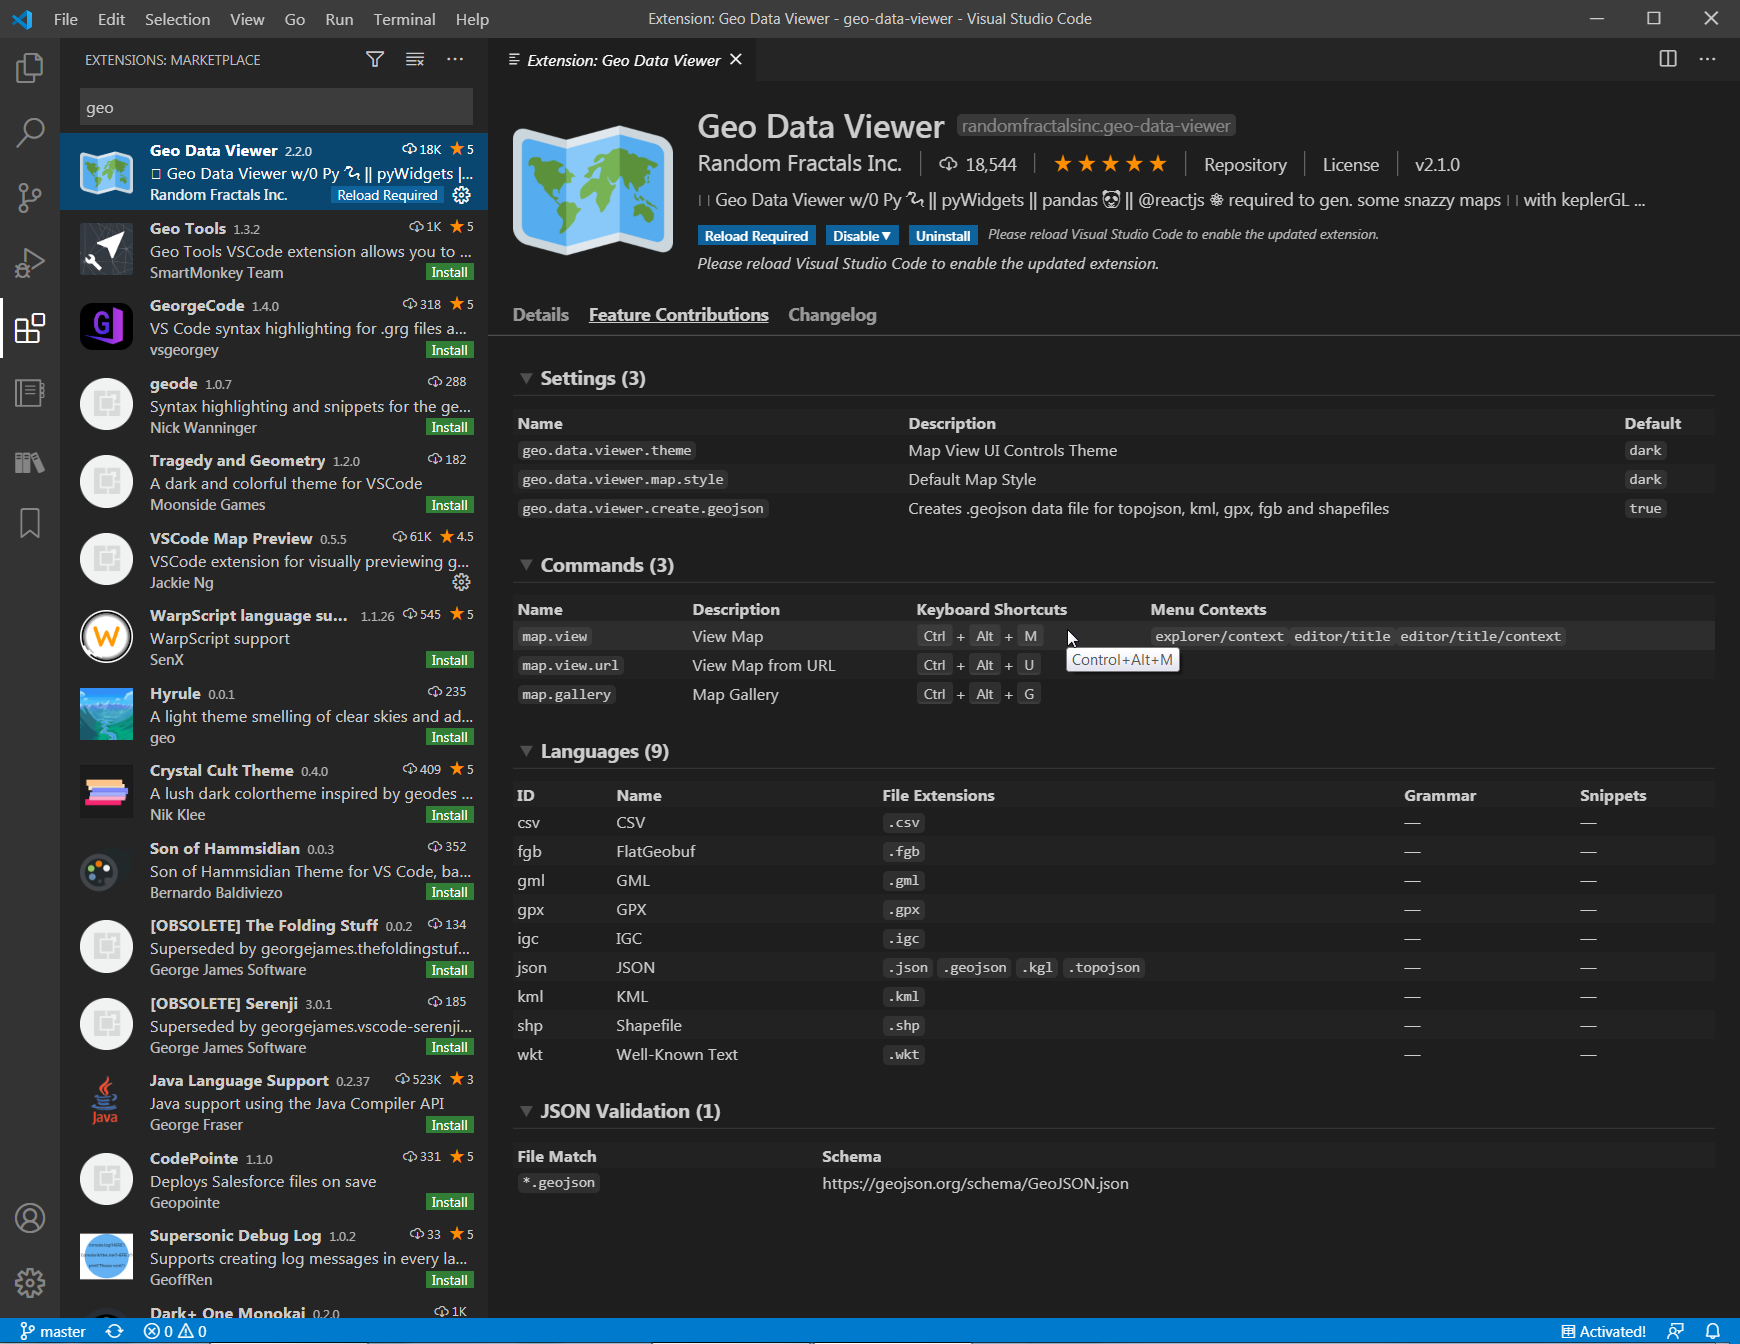 File Edit Selection View Go Run Terminal Help
Extension: Geo Data Viewer - geo-data-viewer - Visual Studio Code
EXTENSIONS: MARKETPLACE
geo
Geo Data Viewer 2.2.0 18K ★ 5
Geo Data Viewer w/0 Py 🐍 || pyWidgets |...
Random Fractals Inc. Reload Required
Geo Tools 1.3.2 1K ★ 5
Geo Tools VSCode extension allows you to ...
SmartMonkey Team Install
GeorgeCode 1.4.0 318 ★ 5
VS Code syntax highlighting for .grg files a...
vsgeorgey Install
geode 1.0.7 288
Syntax highlighting and snippets for the ge...
Nick Wanninger Install
Tragedy and Geometry 1.2.0 182
A dark and colorful theme for VSCode
Moonside Games Install
VSCode Map Preview 0.5.5 61K ★ 4.5
VSCode extension for visually previewing g...
Jackie Ng
WarpScript language su... 1.1.26 545 ★ 5
WarpScript support
SenX Install
Hyrule 0.0.1 235
A light theme smelling of clear skies and ad...
geo Install
Crystal Cult Theme 0.4.0 409 ★ 5
A lush dark colortheme inspired by geodes ...
Nik Klee Install
Son of Hammsidian 0.0.3 352
Son of Hammsidian Theme for VS Code, ba...
Bernardo Baldiviezo Install
[OBSOLETE] The Folding Stuff 0.0.2 134
Superseded by georgejames.thefoldingstuf...
George James Software Install
[OBSOLETE] Serenji 3.0.1 185
Superseded by georgejames.vscode-serenji...
George James Software Install
Java Language Support 0.2.37 523K ★ 3
Java support using the Java Compiler API
George Fraser Install
Java
CodePointe 1.1.0 331 ★ 5
Deploys Salesforce files on save
Geopointe Install
Supersonic Debug Log 1.0.2 33 ★ 5
Supports creating log messages in every la...
GeoffRen Install
Dark+ One Monokai 0.2.0 1K
Extension: Geo Data Viewer
Geo Data Viewer randomfractalsinc.geo-data-viewer
Random Fractals Inc. | 18,544 | ★★★★★ | Repository | License | v2.1.0
Geo Data Viewer w/0 Py 🐍 || pyWidgets || pandas 🐼 || @reactjs ⚛ required to gen. some snazzy maps with keplerGL ...
Reload Required Disable▼ Uninstall Please reload Visual Studio Code to enable the updated extension.
Please reload Visual Studio Code to enable the updated extension.
Details Feature Contributions Changelog
Settings (3)
Name Description Default
geo.data.viewer.theme Map View UI Controls Theme dark
geo.data.viewer.map.style Default Map Style dark
geo.data.viewer.create.geojson Creates .geojson data file for topojson, kml, gpx, fgb and shapefiles true
Commands (3)
Name Description Keyboard Shortcuts Menu Contexts
map.view View Map Ctrl + Alt + M explorer/context editor/title editor/title/context
Control+Alt+M
map.view.url View Map from URL Ctrl + Alt + U
map.gallery Map Gallery Ctrl + Alt + G
Languages (9)
ID Name File Extensions Grammar Snippets
csv CSV .csv — —
fgb FlatGeobuf .fgb — —
gml GML .gml — —
gpx GPX .gpx — —
igc IGC .igc — —
json JSON .json .geojson .kgl .topojson — —
kml KML .kml — —
shp Shapefile .shp — —
wkt Well-Known Text .wkt — —
JSON Validation (1)
File Match Schema
*.geojson https://geojson.org/schema/GeoJSON.json
master 0 0 Activated!